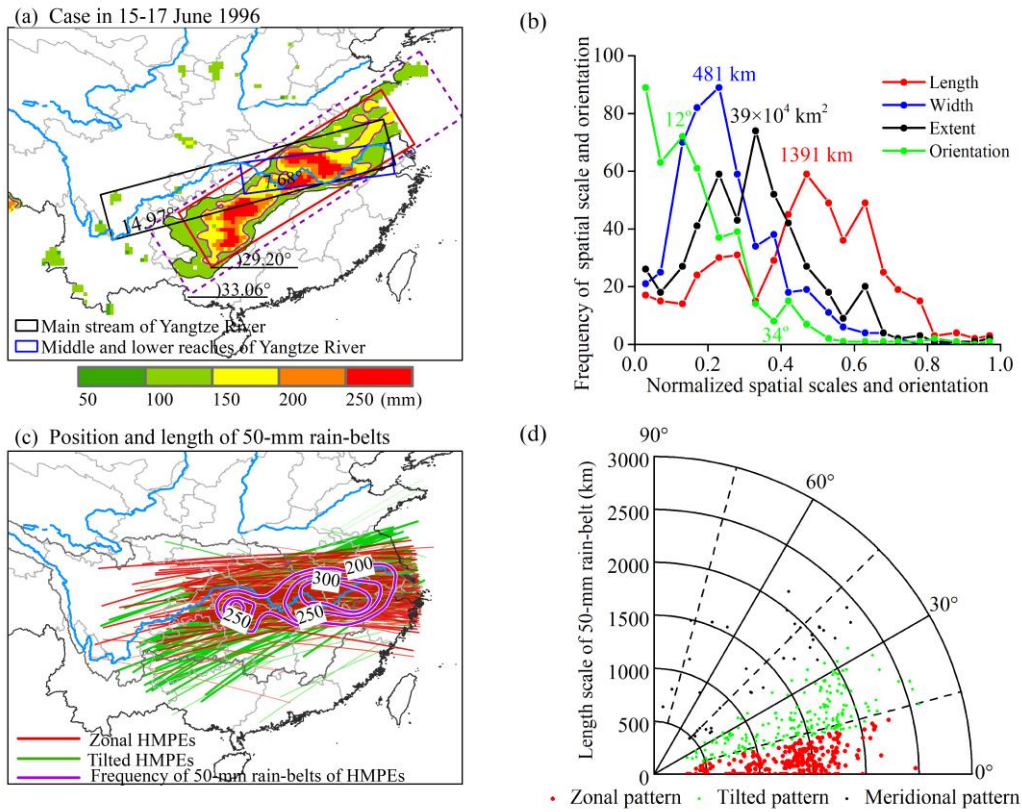 (a) Case in 15-17 June 1996
14.97°
7.68°
)29.20°
)33.06°
Main stream of Yangtze River
Middle and lower reaches of Yangtze River
50 100 150 200 250 (mm)
(b)
Frequency of spatial scale and orientation
100
80
60
40
20
0
481 km
12°
39×10⁴ km²
1391 km
34°
Length
Width
Extent
Orientation
0.0 0.2 0.4 0.6 0.8 1.0
Normalized spatial scales and orientation
(c) Position and length of 50-mm rain-belts
300
200
250
250
Zonal HMPEs
Tilted HMPEs
Frequency of 50-mm rain-belts of HMPEs
(d)
Length scale of 50-mm rain-belt (km)
3000
2500
2000
1500
1000
500
0
90°
60°
30°
0°
Zonal pattern
Tilted pattern
Meridional pattern